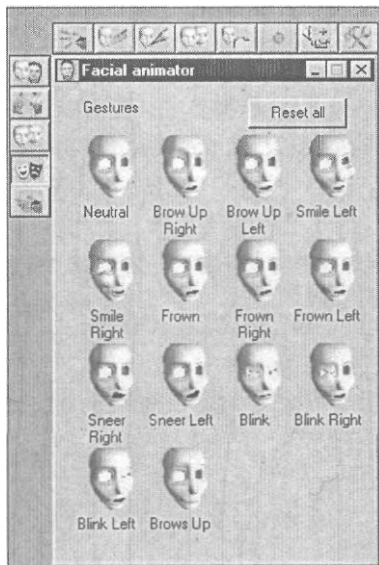 Facial animator
Gestures
Reset all
Neutral
Brow Up
Right
Brow Up
Left
Smile Left
Smile
Right
Frown
Frown
Right
Frown Left
Sneer
Right
Sneer Left
Blink
Blink Right
Blink Left
Brows Up